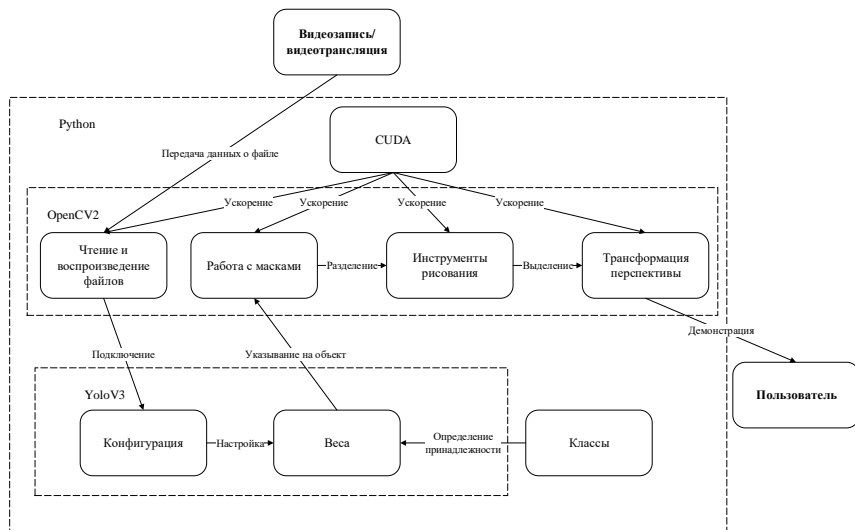 Видеозапись/
видеотрансляция
Python
CUDA
Передача данных о файле
Ускорение
Ускорение
Ускорение
Ускорение
OpenCV2
Чтение и
воспроизведение
файлов
Работа с масками
Разделение
Инструменты
рисования
Выделение
Трансформация
перспективы
Демонстрация
Подключение
Указывание на объект
YoloV3
Пользователь
Конфигурация
Настройка
Веса
Определение
принадлежности
Классы